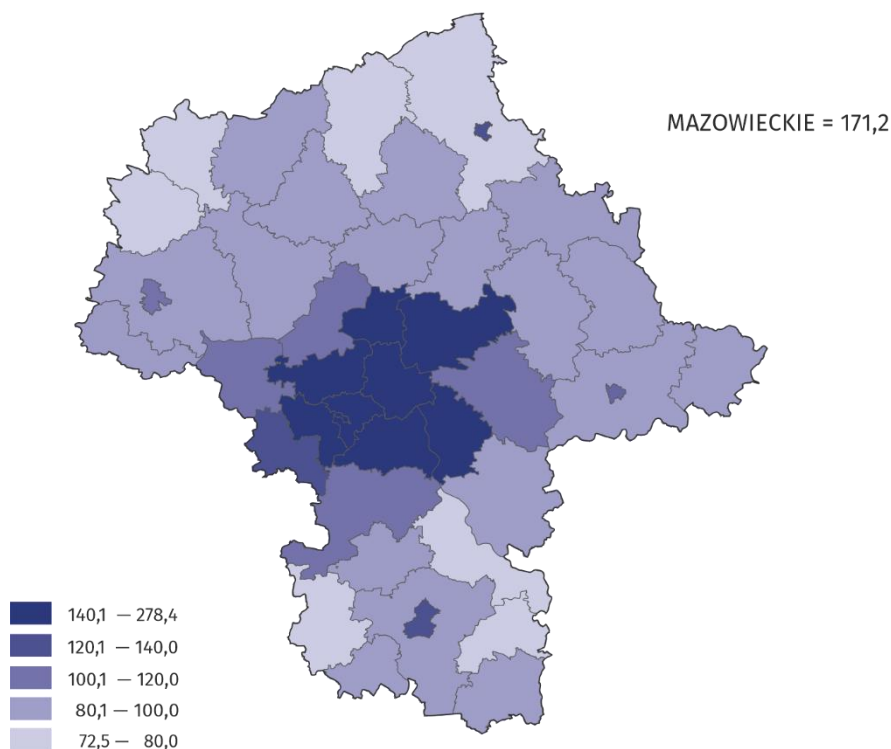 MAZOWIECKIE = 171,2
140,1 — 278,4
120,1 — 140,0
100,1 — 120,0
80,1 — 100,0
72,5 — 80,0